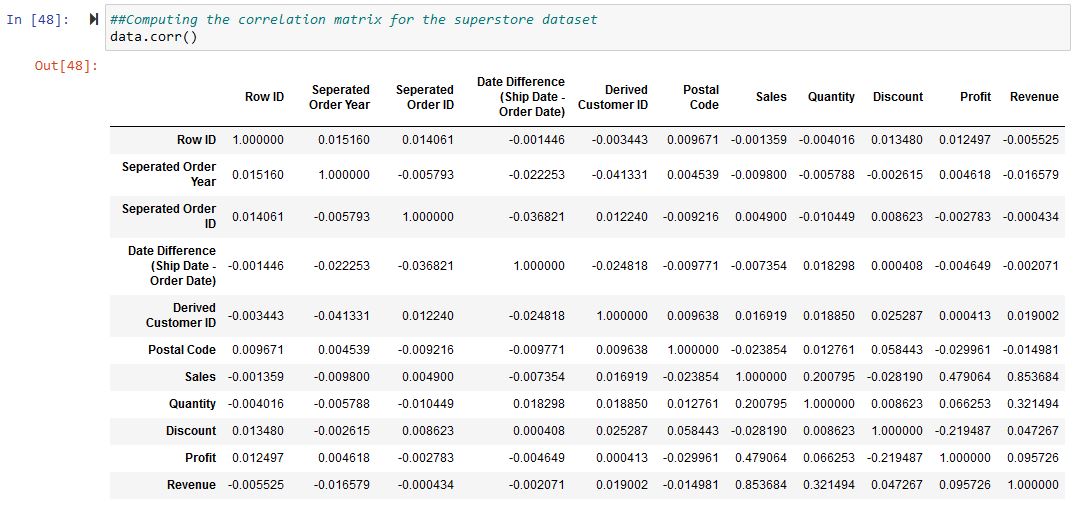 In [48]: ##Computing the correlation matrix for the superstore dataset
data.corr()
Out[48]:
Row ID Seperated Order Year Seperated Order ID Date Difference (Ship Date - Order Date) Derived Customer ID Postal Code Sales Quantity Discount Profit Revenue
Row ID 1.000000 0.015160 0.014061 -0.001446 -0.003443 0.009671 -0.001359 -0.004016 0.013480 0.012497 -0.005525
Seperated Order Year 0.015160 1.000000 -0.005793 -0.022253 -0.041331 0.004539 -0.009800 -0.005788 -0.002615 0.004618 -0.016579
Seperated Order ID 0.014061 -0.005793 1.000000 -0.036821 0.012240 -0.009216 0.004900 -0.010449 0.008623 -0.002783 -0.000434
Date Difference (Ship Date - Order Date) -0.001446 -0.022253 -0.036821 1.000000 -0.024818 -0.009771 -0.007354 0.018298 0.000408 -0.004649 -0.002071
Derived Customer ID -0.003443 -0.041331 0.012240 -0.024818 1.000000 0.009638 0.016919 0.018850 0.025287 0.000413 0.019002
Postal Code 0.009671 0.004539 -0.009216 -0.009771 0.009638 1.000000 -0.023854 0.012761 0.058443 -0.029961 -0.014981
Sales -0.001359 -0.009800 0.004900 -0.007354 0.016919 -0.023854 1.000000 0.200795 -0.028190 0.479064 0.853684
Quantity -0.004016 -0.005788 -0.010449 0.018298 0.018850 0.012761 0.200795 1.000000 0.008623 0.066253 0.321494
Discount 0.013480 -0.002615 0.008623 0.000408 0.025287 0.058443 -0.028190 0.008623 1.000000 -0.219487 0.047267
Profit 0.012497 0.004618 -0.002783 -0.004649 0.000413 -0.029961 0.479064 0.066253 -0.219487 1.000000 0.095726
Revenue -0.005525 -0.016579 -0.000434 -0.002071 0.019002 -0.014981 0.853684 0.321494 0.047267 0.095726 1.000000